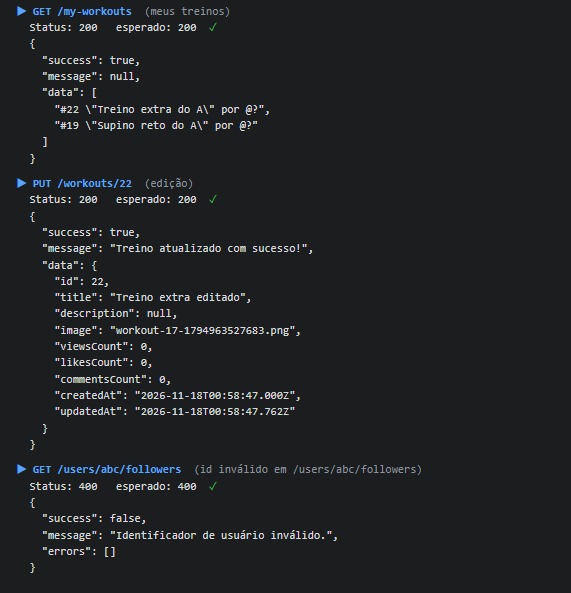 ▶ GET /my-workouts (meus treinos)
Status: 200 esperado: 200 ✓
{
"success": true,
"message": null,
"data": [
"#22 \"Treino extra do A\" por @?",
"#19 \"Supino reto do A\" por @?"
]
}
▶ PUT /workouts/22 (edição)
Status: 200 esperado: 200 ✓
{
"success": true,
"message": "Treino atualizado com sucesso!",
"data": {
"id": 22,
"title": "Treino extra editado",
"description": null,
"image": "workout-17-1794963527683.png",
"viewsCount": 0,
"likesCount": 0,
"commentsCount": 0,
"createdAt": "2026-11-18T00:58:47.000Z",
"updatedAt": "2026-11-18T00:58:47.762Z"
}
}
▶ GET /users/abc/followers (id inválido em /users/abc/followers)
Status: 400 esperado: 400 ✓
{
"success": false,
"message": "Identificador de usuário inválido.",
"errors": []
}